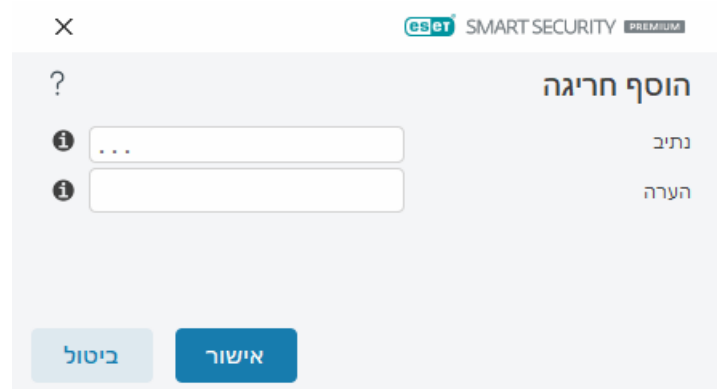 eset SMART SECURITY PREMIUM
הוסף חריגה
?
נתיב
...
הערה
אישור
ביטול